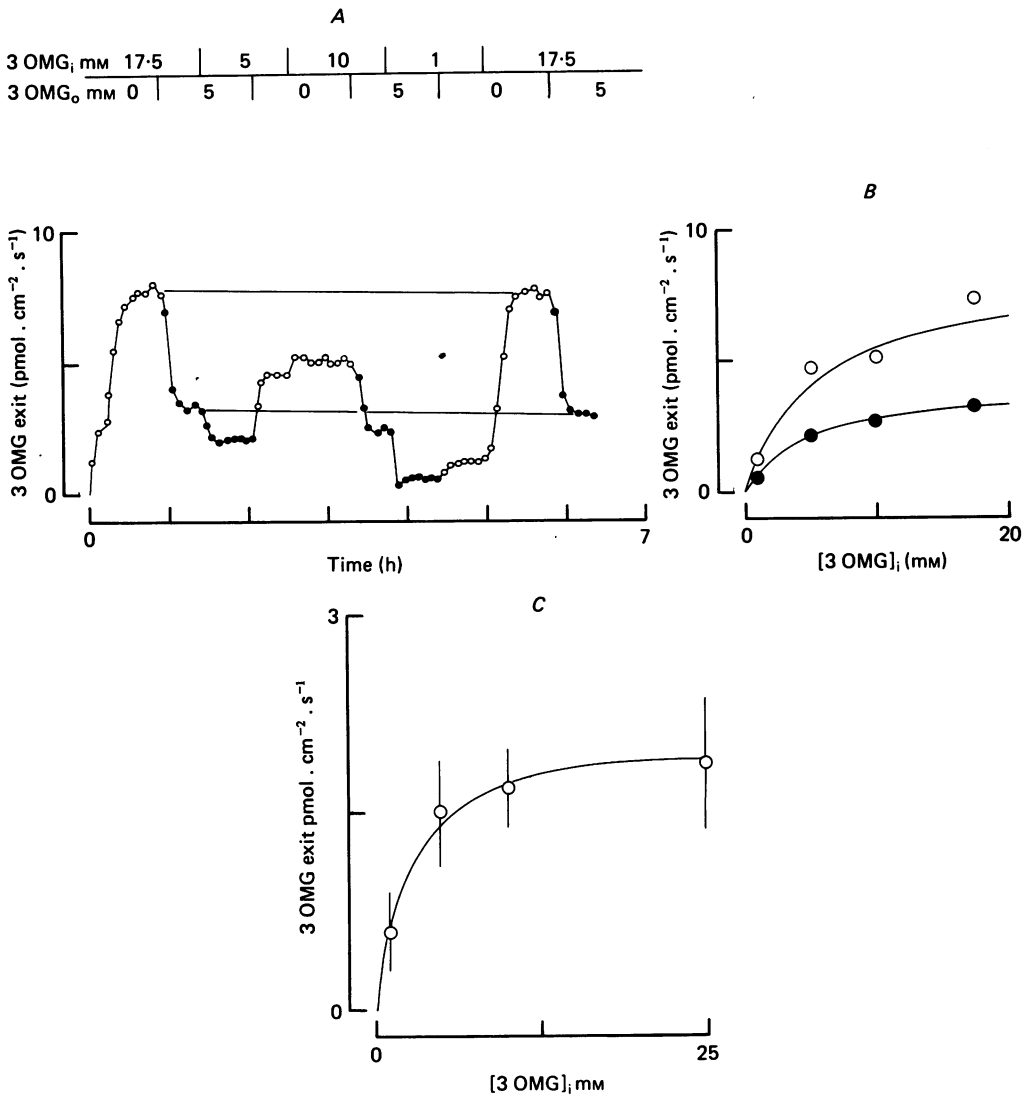 A
3 OMGᵢ mM 17·5 5 10 1 17·5
3 OMGₒ mM 0 5 0 5 0 5
3 OMG exit (pmol . cm⁻² . s⁻¹)
10
0
0
7
Time (h)
B
3 OMG exit (pmol . cm⁻² . s⁻¹)
10
0
0
20
[3 OMG]ᵢ (mM)
C
3 OMG exit pmol . cm⁻² . s⁻¹
3
0
0
25
[3 OMG]ᵢ mM